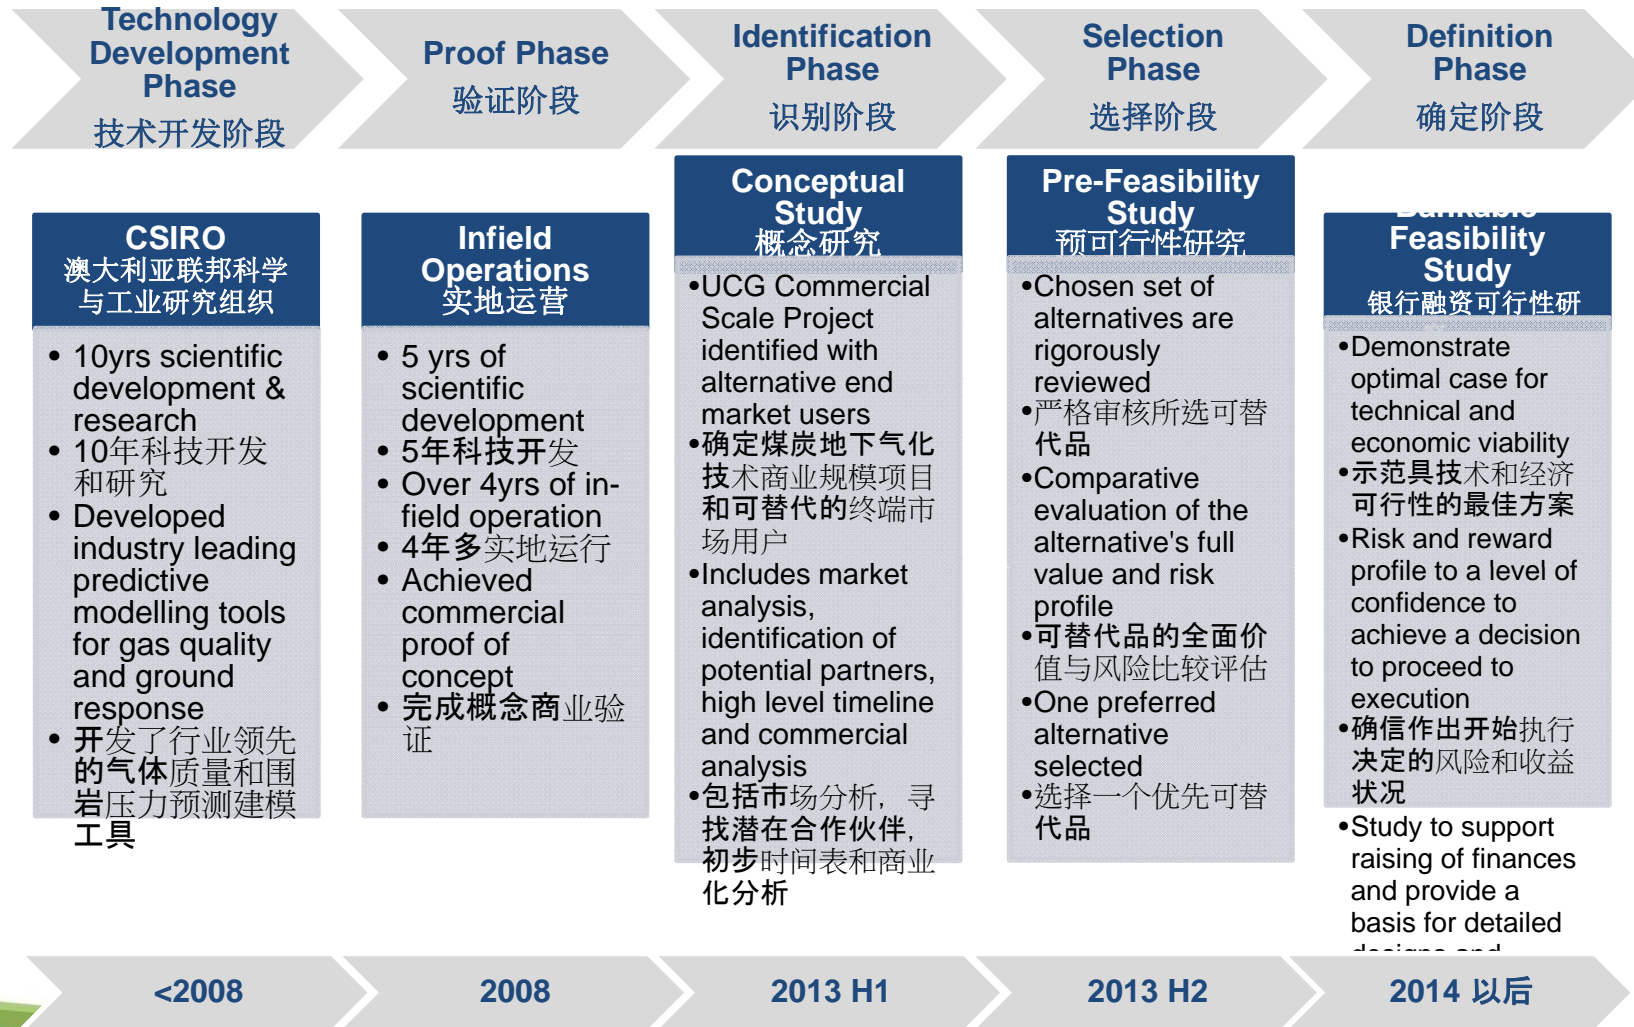 Technology
Development
Phase
技术开发阶段
Proof Phase
验证阶段
Identification
Phase
识别阶段
Selection
Phase
选择阶段
Definition
Phase
确定阶段
CSIRO
澳大利亚联邦科学
与工业研究组织
• 10yrs scientific
development &
research
• 10年科技开发
和研究
• Developed
industry leading
predictive
modelling tools
for gas quality
and ground
response
• 开发了行业领先
的气体质量和围
岩压力预测建模
工具
Infield
Operations
实地运营
• 5 yrs of
scientific
development
• 5年科技开发
• Over 4yrs of in-
field operation
• 4年多实地运行
• Achieved
commercial
proof of
concept
• 完成概念商业验
证
Conceptual
Study
概念研究
•UCG Commercial
Scale Project
identified with
alternative end
market users
•确定煤炭地下气化
技术商业规模项目
和可替代的终端市
场用户
•Includes market
analysis,
identification of
potential partners,
high level timeline
and commercial
analysis
•包括市场分析，寻
找潜在合作伙伴，
初步时间表和商业
化分析
Pre-Feasibility
Study
预可行性研究
•Chosen set of
alternatives are
rigorously
reviewed
•严格审核所选可替
代品
•Comparative
evaluation of the
alternative's full
value and risk
profile
•可替代品的全面价
值与风险比较评估
•One preferred
alternative
selected
•选择一个优先可替
代品
Bankable
Feasibility
Study
银行融资可行性研
•Demonstrate
optimal case for
technical and
economic viability
•示范具技术和经济
可行性的最佳方案
•Risk and reward
profile to a level of
confidence to
achieve a decision
to proceed to
execution
•确信作出开始执行
决定的风险和收益
状况
•Study to support
raising of finances
and provide a
basis for detailed
designs and
<2008
2008
2013 H1
2013 H2
2014 以后